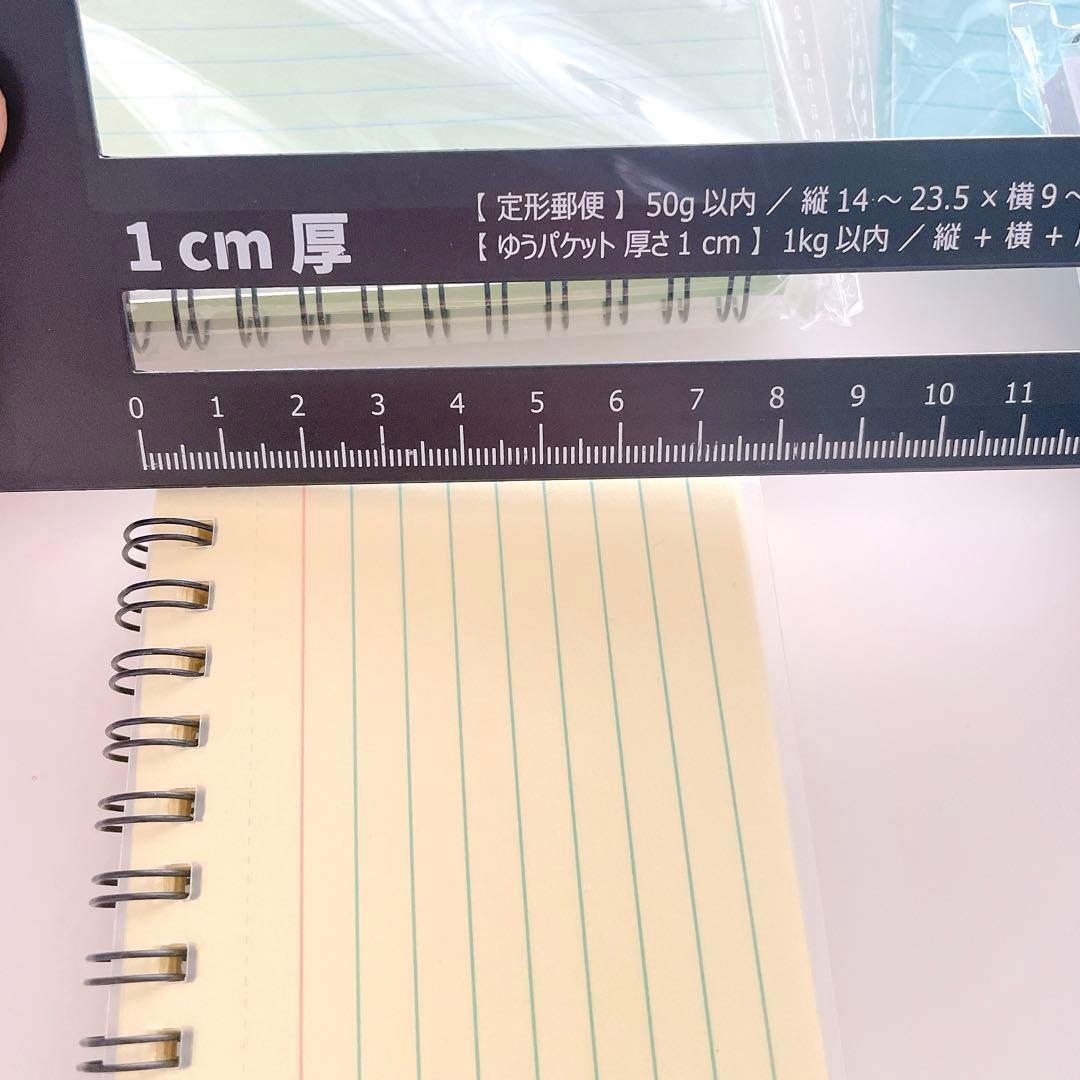 【 定形郵便 】 50g 以内 ／ 縦 14 ～ 23.5 × 横 9 ～
1 cm 厚
【 ゆうパケット 厚さ 1 cm 】 1kg 以内 ／ 縦 ＋ 横 ＋
0 1 2 3 4 5 6 7 8 9 10 11